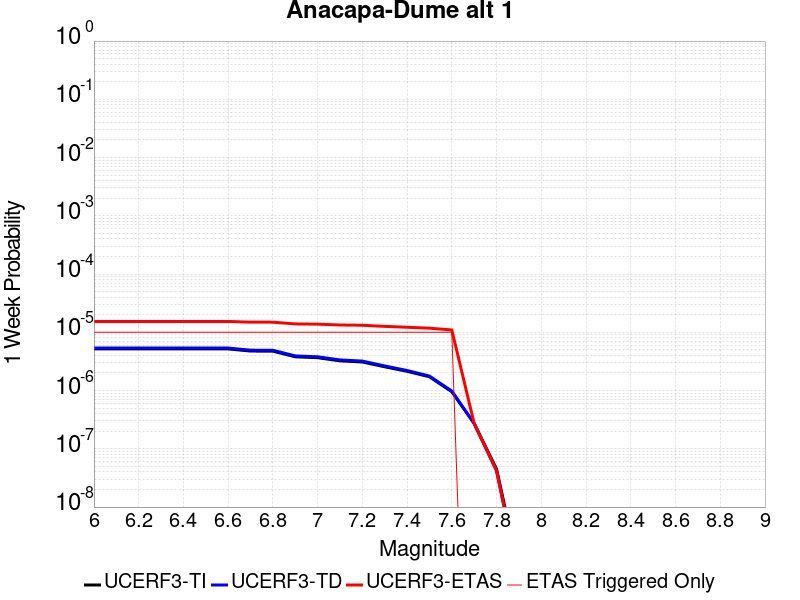 Anacapa-Dume alt 1
10^0
10^-1
10^-2
10^-3
10^-4
10^-5
10^-6
10^-7
10^-8
1 Week Probability
6 6.2 6.4 6.6 6.8 7 7.2 7.4 7.6 7.8 8 8.2 8.4 8.6 8.8 9
Magnitude
UCERF3-TI UCERF3-TD UCERF3-ETAS ETAS Triggered Only